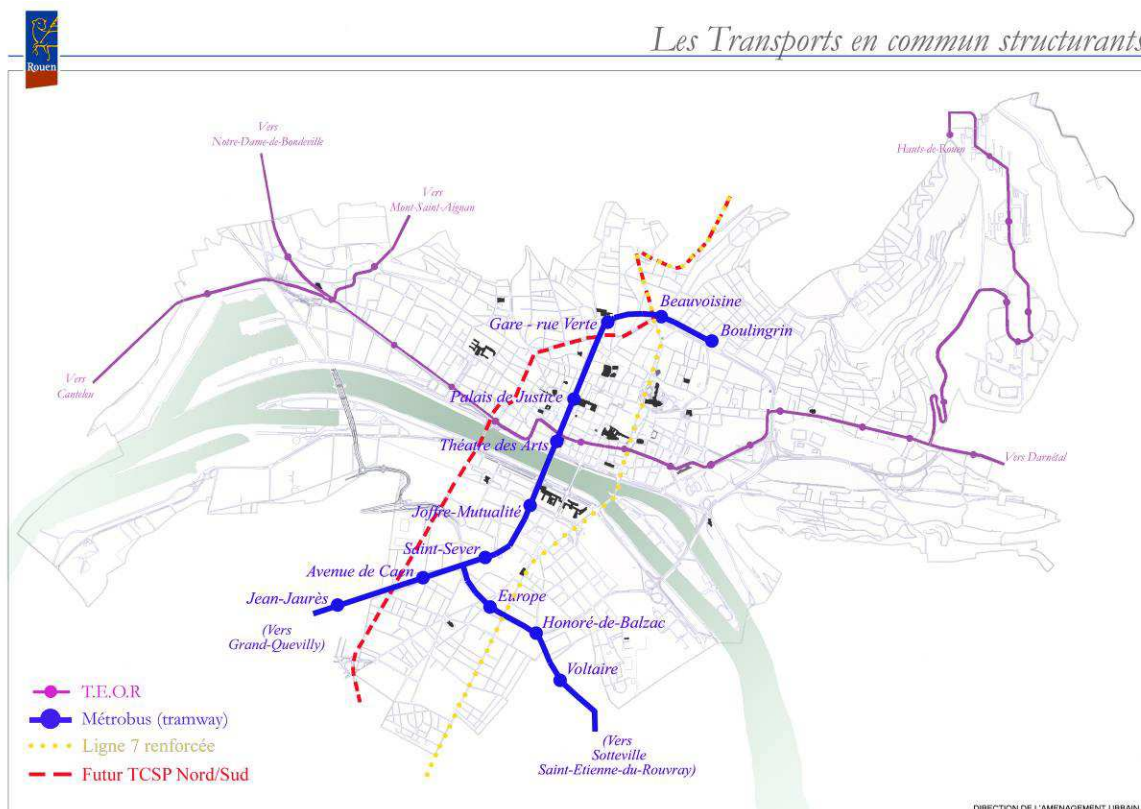 Les Transports en commun structurants
Rouen
Vers
Notre-Dame-de-Bondeville
Vers
Mont-Saint-Aignan
Hauts-de-Rouen
Beauvoisine
Gare - rue Verte
Boulingrin
Vers
Canteleu
Palais de Justice
Théatre des Arts
Vers Darnétal
Joffre-Mutualité
Saint-Sever
Avenue de Caen
Jean-Jaurès
Europe
(Vers
Grand-Quevilly)
Honoré-de-Balzac
Voltaire
T.E.O.R
Métrobus (tramway)
Ligne 7 renforcée
Futur TCSP Nord/Sud
(Vers
Sotteville
Saint-Etienne-du-Rouvray)
DIRECTION DE L'AMENAGEMENT URBAIN